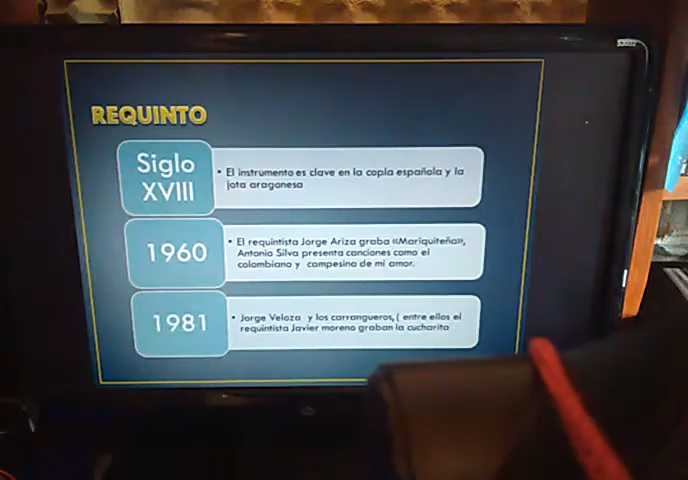 REQUINTO
Siglo
XVIII
• El instrumento es clave en la copla española y la
jota aragonesa
1960
• El requintista Jorge Ariza graba «Mariquiteña»,
Antonio Silva presenta canciones como el
colombiano y campesina de mi amor.
1981
• Jorge Veloza y los carrangueros, ( entre ellos el
requintista Javier moreno graban la cucharita